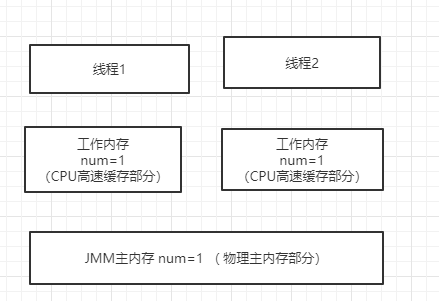 线程1
线程2
工作内存
num=1
（CPU高速缓存部分）
工作内存
num=1
（CPU高速缓存部分）
JMM主内存 num=1 （ 物理主内存部分）